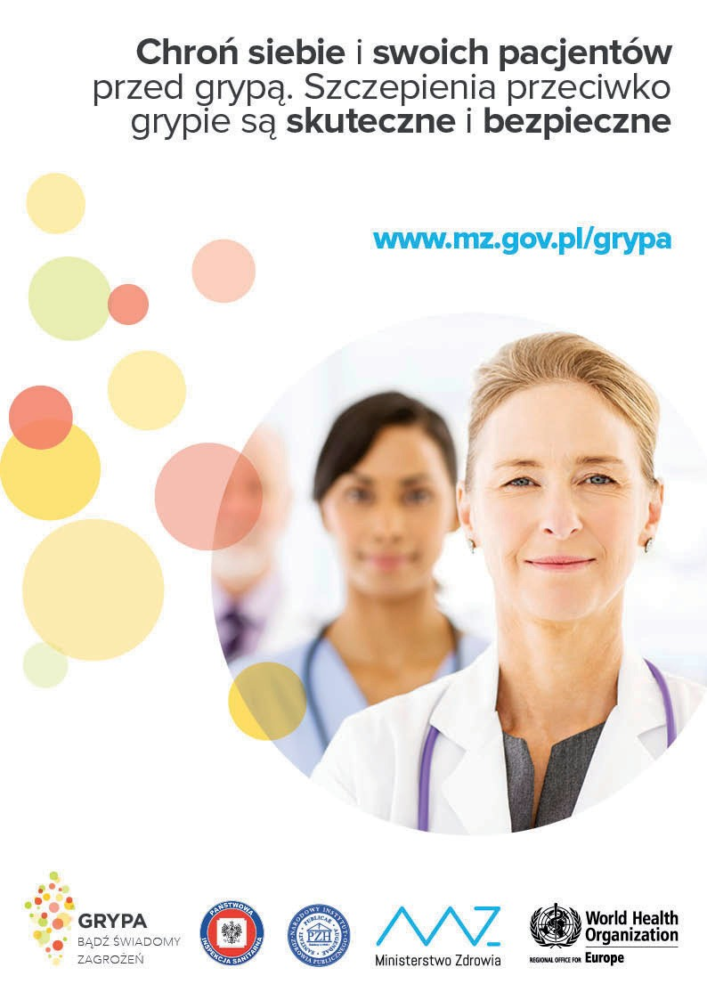 Chroń siebie i swoich pacjentów
przed grypą. Szczepienia przeciwko
grypie są skuteczne i bezpieczne
www.mz.gov.pl/grypa
GRYPA
BĄDŹ ŚWIADOMY
ZAGROŻEŃ
PAŃSTWOWA
INSPEKCJA SANITARNA
NARODOWY INSTYTUT
ZDROWIA PUBLICZNEGO
PZH
Ministerstwo Zdrowia
World Health
Organization
REGIONAL OFFICE FOR Europe